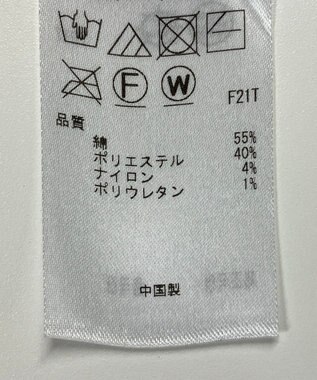 F
W
F21T
品質
綿 55%
ポリエステル 40%
ナイロン 4%
ポリウレタン 1%
中国製